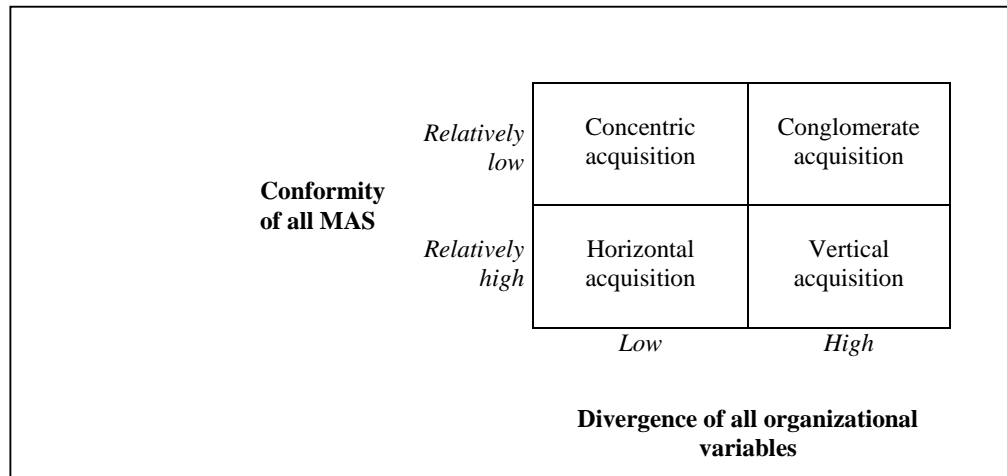 Concentric
acquisition
Conglomerate
acquisition
Relatively
low
Conformity
of all MAS
Relatively
high
Horizontal
acquisition
Vertical
acquisition
Low
High
Divergence of all organizational
variables